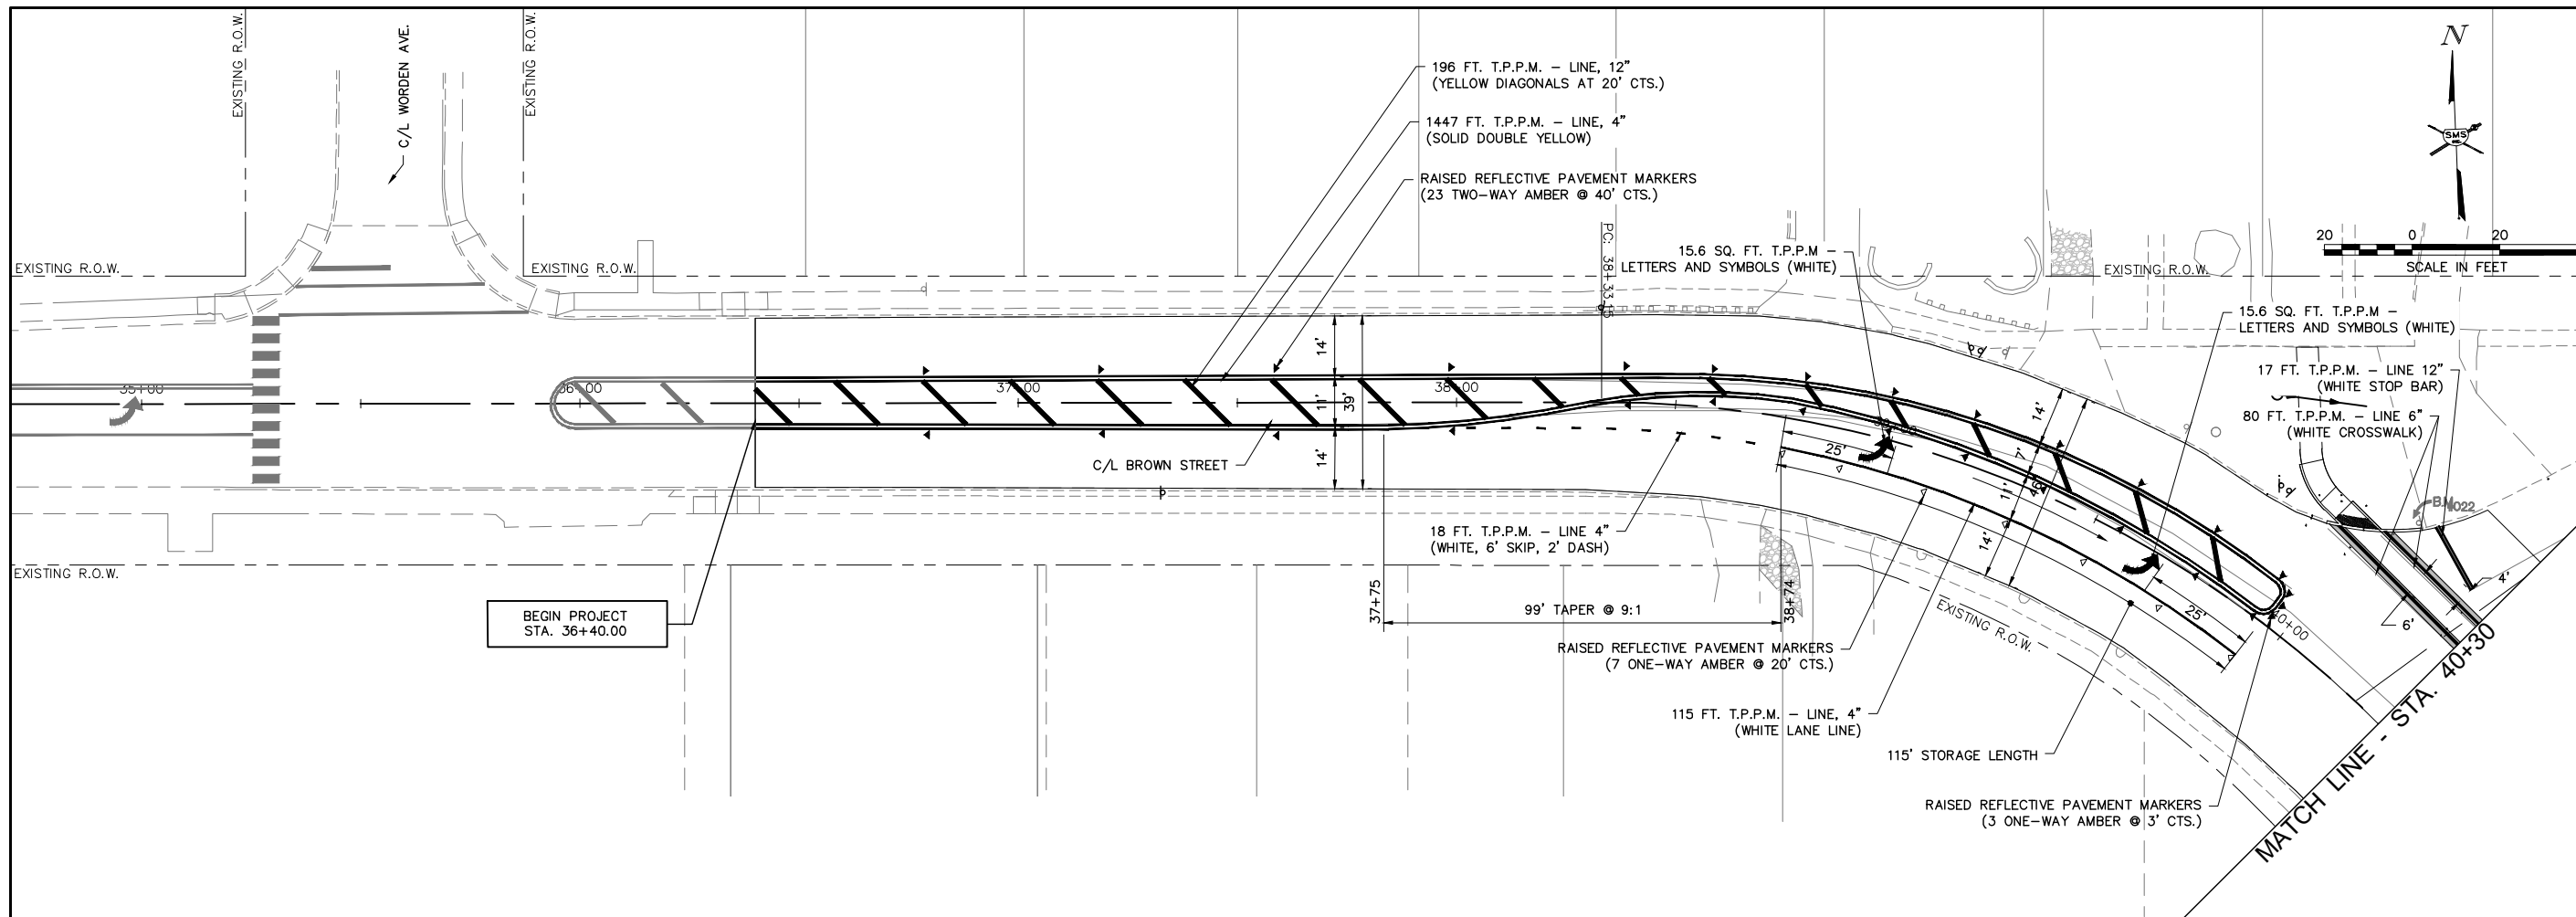 EXISTING R.O.W.
C/L WORDEN AVE.
EXISTING R.O.W.
196 FT. T.P.P.M. – LINE, 12"
(YELLOW DIAGONALS AT 20' CTS.)
1447 FT. T.P.P.M. – LINE, 4"
(SOLID DOUBLE YELLOW)
RAISED REFLECTIVE PAVEMENT MARKERS
(23 TWO–WAY AMBER @ 40' CTS.)
N
SMS
20 0 20
SCALE IN FEET
PC: 38+33.15
15.6 SQ. FT. T.P.P.M –
LETTERS AND SYMBOLS (WHITE)
EXISTING R.O.W.
EXISTING R.O.W.
EXISTING R.O.W.
15.6 SQ. FT. T.P.P.M –
LETTERS AND SYMBOLS (WHITE)
17 FT. T.P.P.M. – LINE 12"
(WHITE STOP BAR)
80 FT. T.P.P.M. – LINE 6"
(WHITE CROSSWALK)
35+00
36+00
37+00
38+00
14'
11'
39'
14'
C/L BROWN STREET
25'
14'
7'
46'
11'
14'
B.M022
18 FT. T.P.P.M. – LINE 4"
(WHITE, 6' SKIP, 2' DASH)
EXISTING R.O.W.
BEGIN PROJECT
STA. 36+40.00
37+75
99' TAPER @ 9:1
38+74
EXISTING R.O.W.
25'
40+00
4'
6'
RAISED REFLECTIVE PAVEMENT MARKERS
(7 ONE–WAY AMBER @ 20' CTS.)
115 FT. T.P.P.M. – LINE, 4"
(WHITE LANE LINE)
115' STORAGE LENGTH
RAISED REFLECTIVE PAVEMENT MARKERS
(3 ONE–WAY AMBER @ 3' CTS.)
MATCH LINE - STA. 40+30